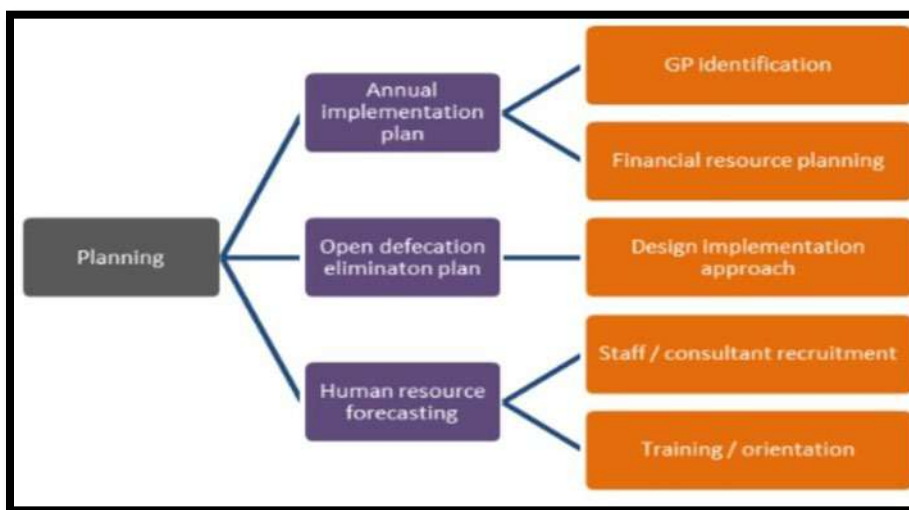 Planning
Annual
implementation
plan
GP identification
Financial resource planning
Open defecation
eliminaton plan
Design implementation
approach
Human resource
forecasting
Staff / consultant recruitment
Training / orientation